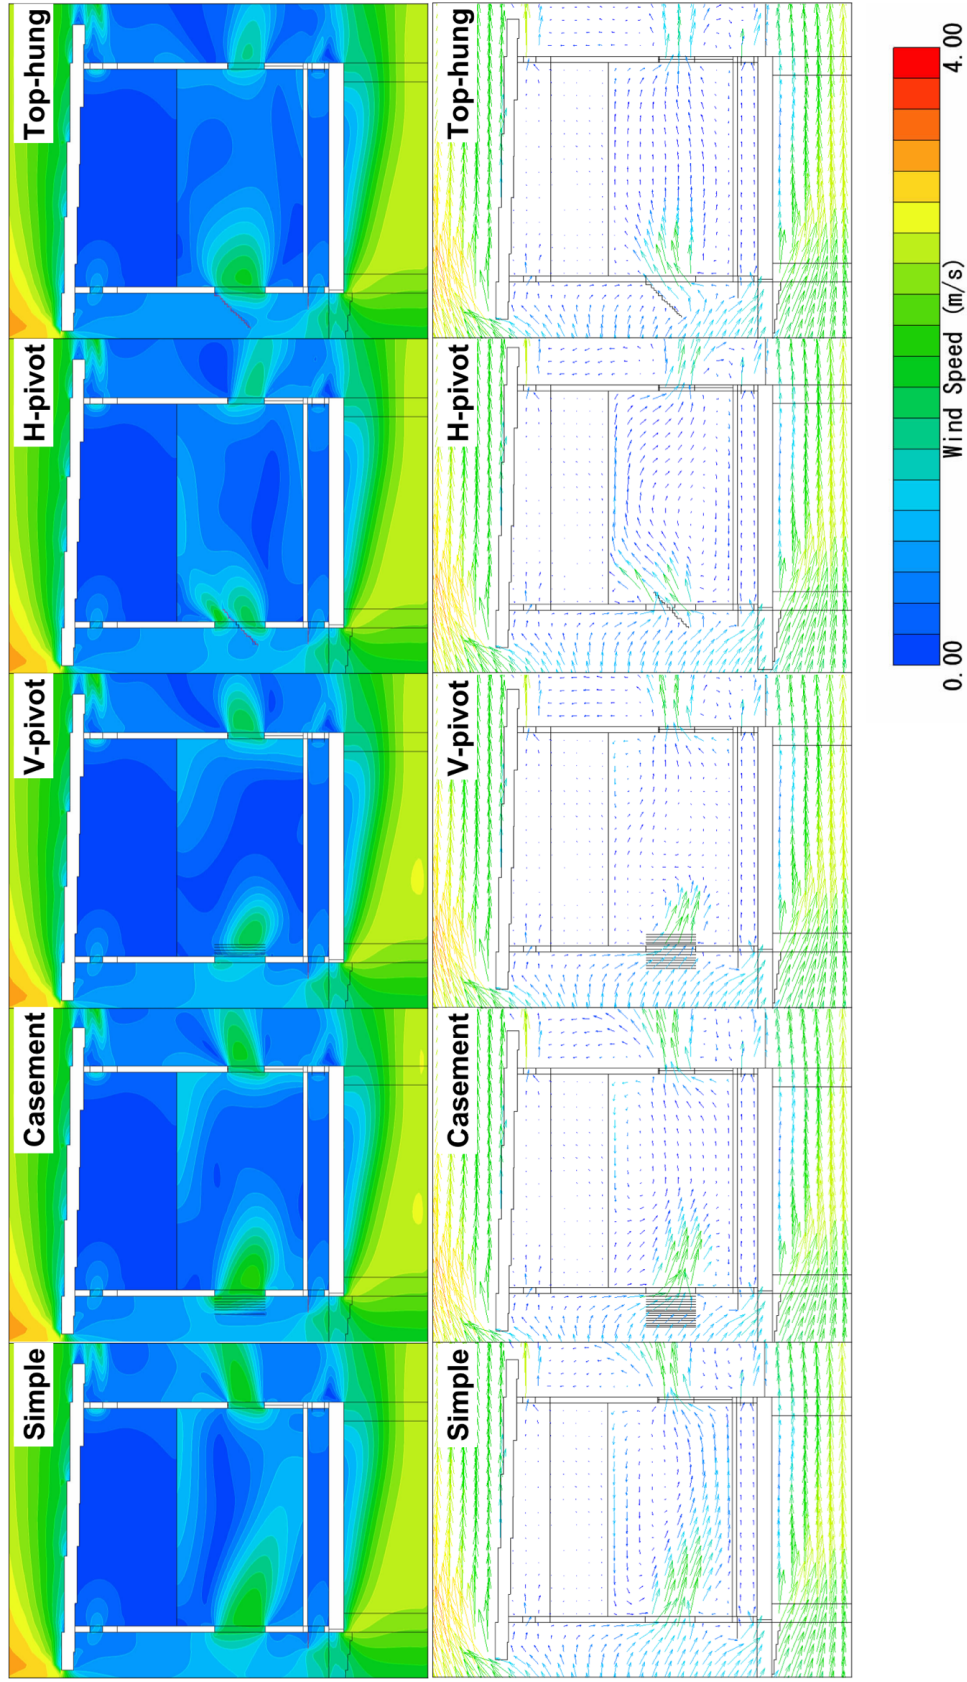 Simple
Casement
V-pivot
H-pivot
Top-hung
Simple
Casement
V-pivot
H-pivot
Top-hung
0.00 Wind Speed (m/s) 4.00